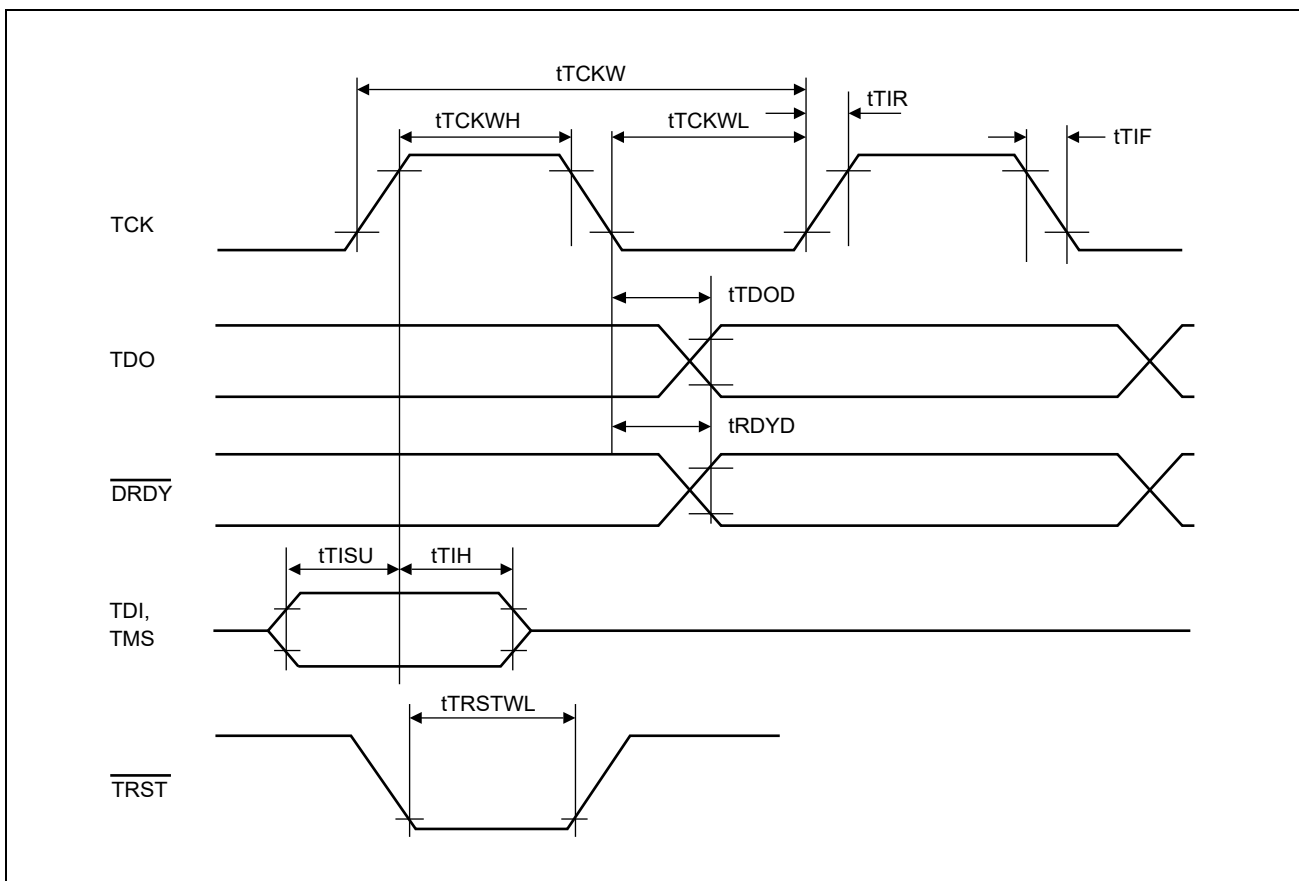 tTCKW
tTIR
tTCKWH
tTCKWL
tTIF
TCK
tTDOD
TDO
tRDYD
DRDY
tTISU
tTIH
TDI,
TMS
tTRSTWL
TRST